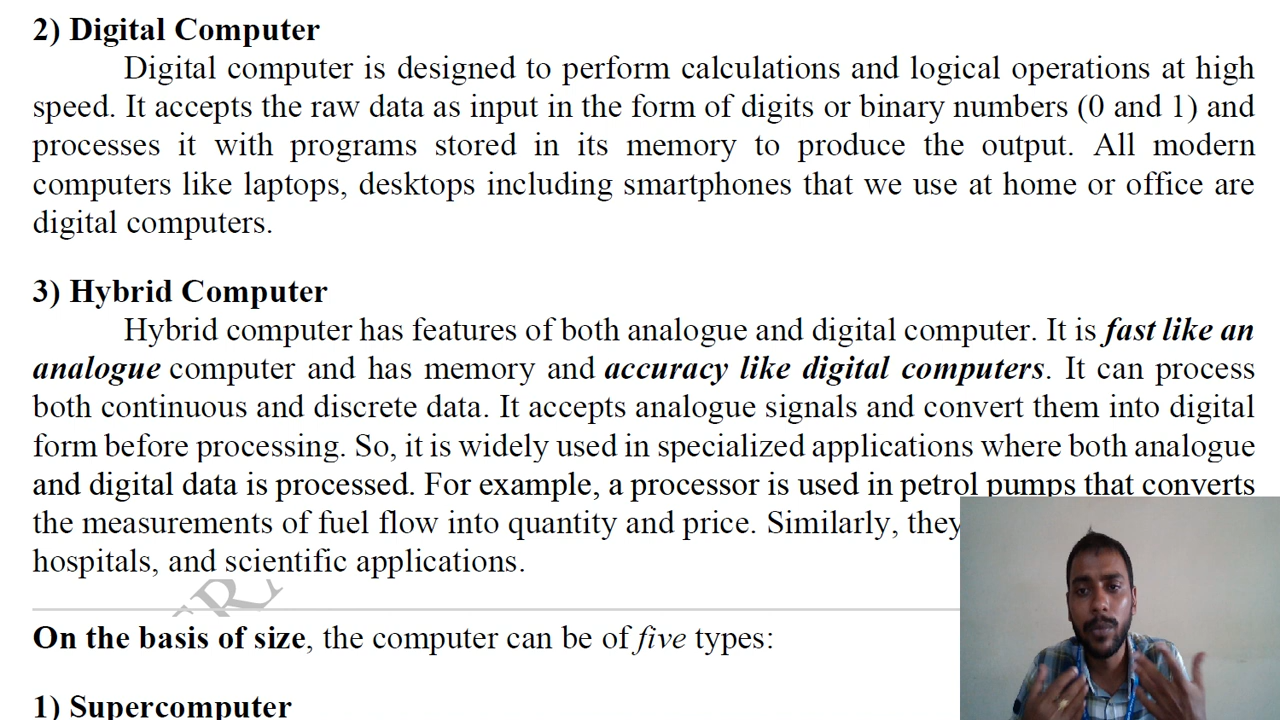 2) Digital Computer
Digital computer is designed to perform calculations and logical operations at high
speed. It accepts the raw data as input in the form of digits or binary numbers (0 and 1) and
processes it with programs stored in its memory to produce the output. All modern
computers like laptops, desktops including smartphones that we use at home or office are
digital computers.
3) Hybrid Computer
Hybrid computer has features of both analogue and digital computer. It is fast like an
analogue computer and has memory and accuracy like digital computers. It can process
both continuous and discrete data. It accepts analogue signals and convert them into digital
form before processing. So, it is widely used in specialized applications where both analogue
and digital data is processed. For example, a processor is used in petrol pumps that converts
the measurements of fuel flow into quantity and price. Similarly, they
hospitals, and scientific applications.
On the basis of size, the computer can be of five types:
1) Supercomputer